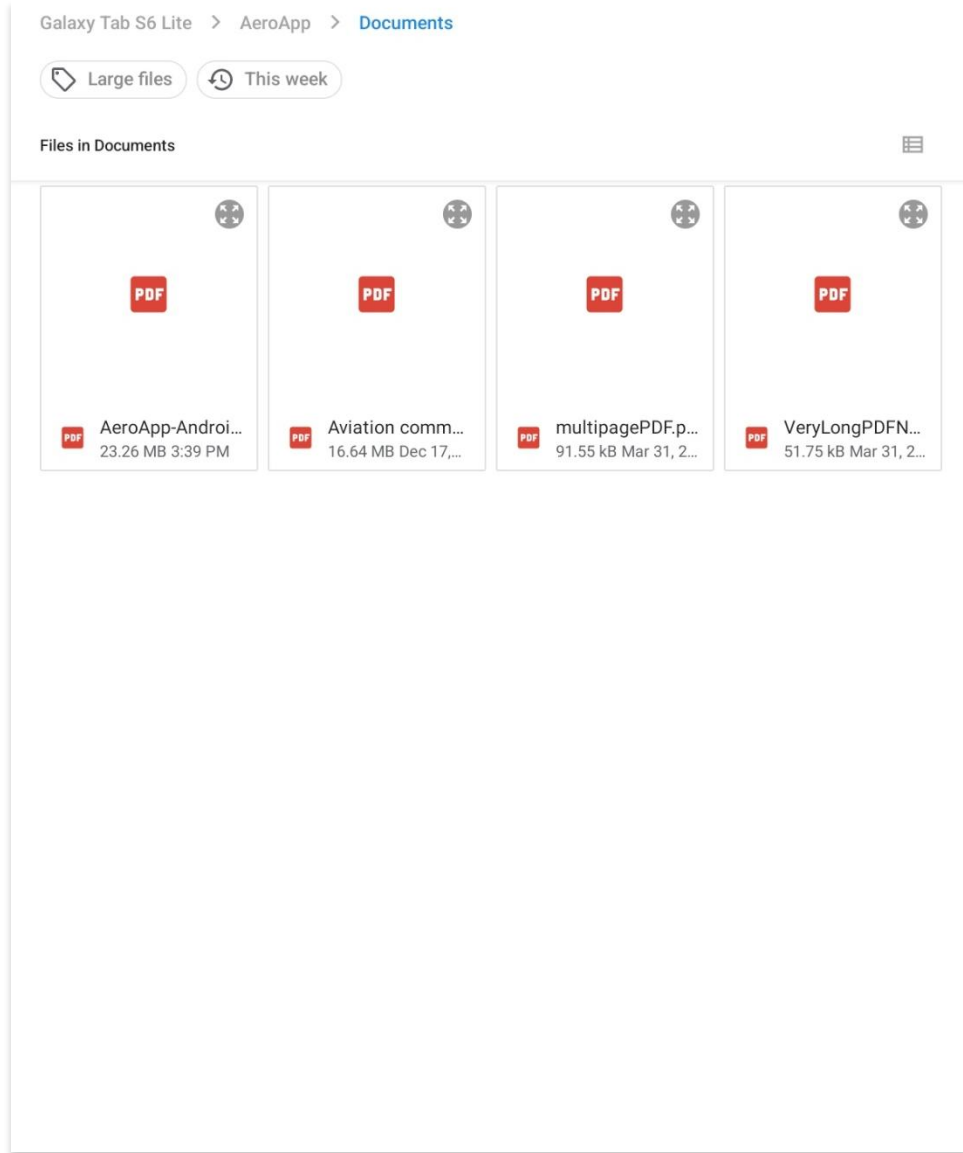 Galaxy Tab S6 Lite > AeroApp > Documents
Large files This week
Files in Documents
PDF PDF PDF PDF
PDF AeroApp-Androi...
23.26 MB 3:39 PM
PDF Aviation comm...
16.64 MB Dec 17,...
PDF multipagePDF.p...
91.55 kB Mar 31, 2...
PDF VeryLongPDFN...
51.75 kB Mar 31, 2...